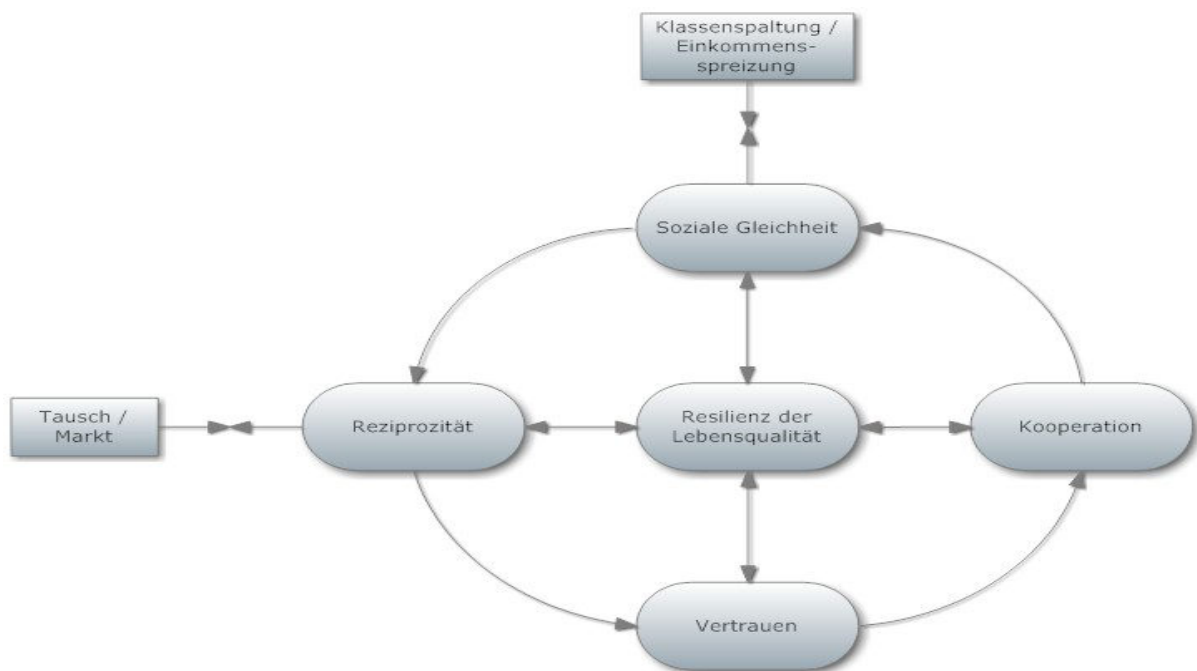 Klassenspaltung /
Einkommens-
spreizung
Soziale Gleichheit
Tausch /
Markt
Reziprozität
Resilienz der
Lebensqualität
Kooperation
Vertrauen